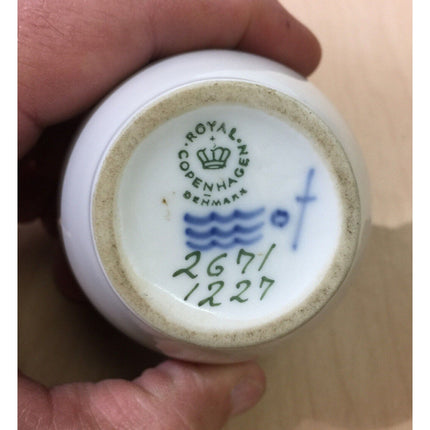 ROYAL
COPENHAGEN
DENMARK
2671
1227